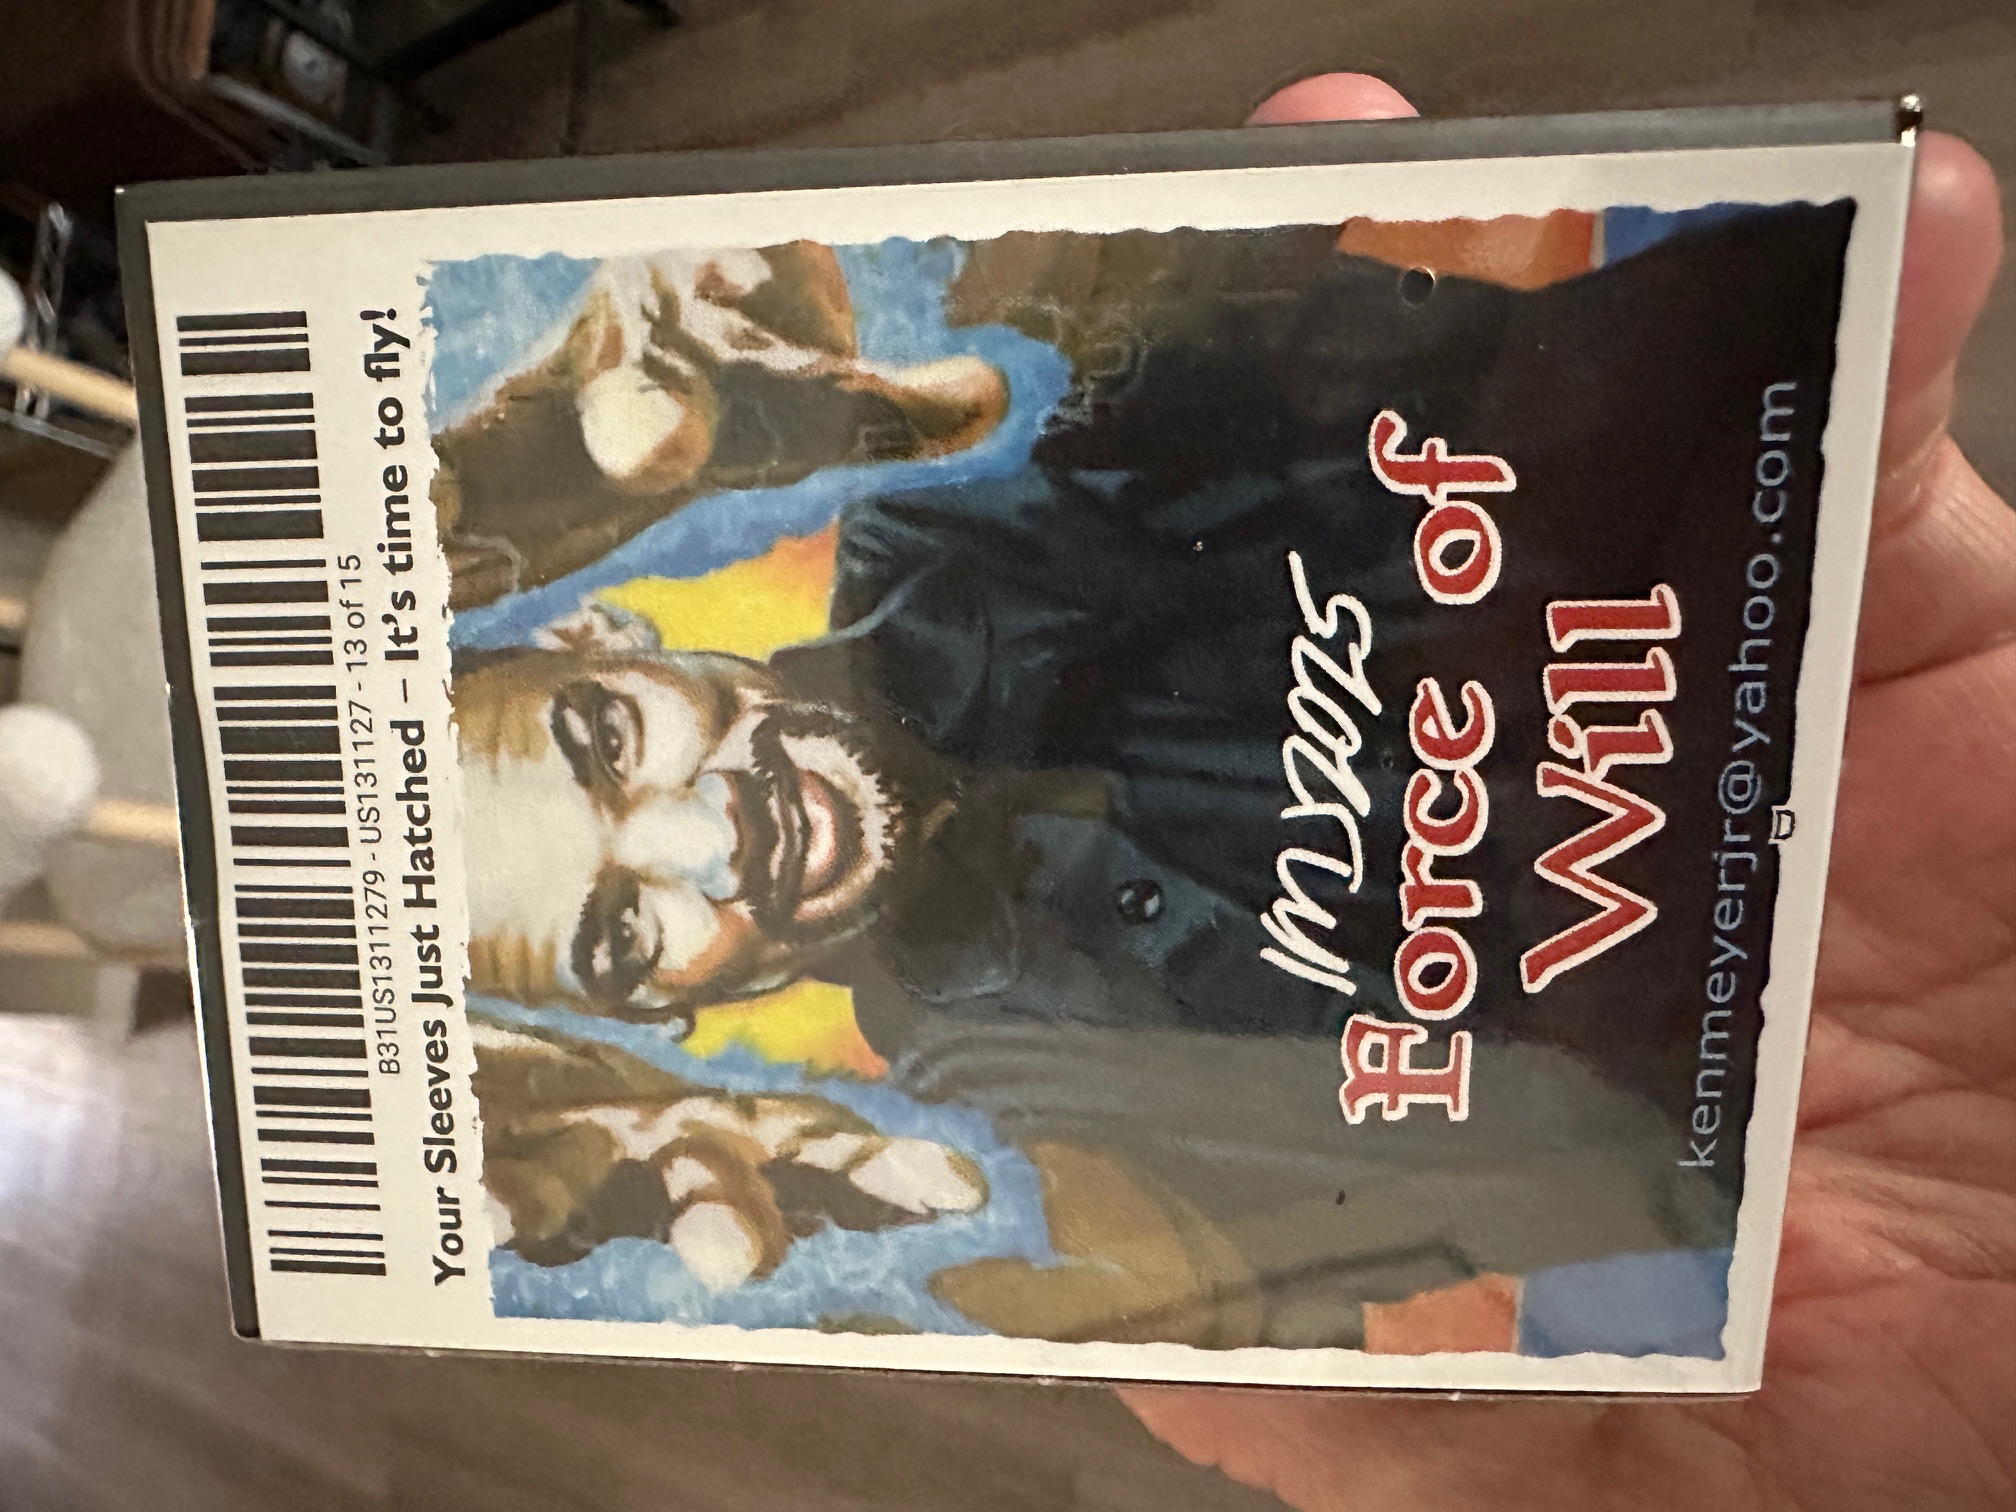 B31US1311279 - US131127 - 13 of 15
Your Sleeves Just Hatched – It's time to fly!
Force of
Will
kenmeyerjr@yahoo.com